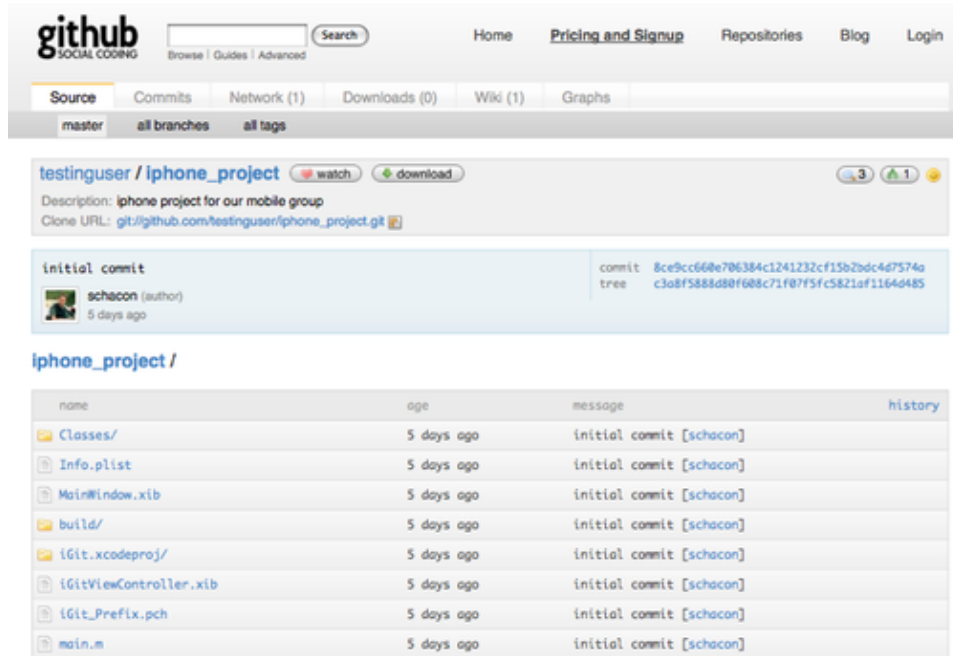 github
SOCIAL CODING
Search
Browse | Guides | Advanced
Home Pricing and Signup Repositories Blog Login
Source Commits Network (1) Downloads (0) Wiki (1) Graphs
master all branches all tags
testinguser / iphone_project watch download 3 1
Description: iphone project for our mobile group
Clone URL: git://github.com/testinguser/iphone_project.git
initial commit
schacon (author)
5 days ago
commit 8ce9cc660e706384c1241232cf15b2bdc4d7574a
tree c3a8f5888d80f608c71f07f5fc5821af1164d485
iphone_project /
name age message history
Classes/ 5 days ago initial commit [schacon]
Info.plist 5 days ago initial commit [schacon]
MainWindow.xib 5 days ago initial commit [schacon]
build/ 5 days ago initial commit [schacon]
iGit.xcodeproj/ 5 days ago initial commit [schacon]
iGitViewController.xib 5 days ago initial commit [schacon]
iGit_Prefix.pch 5 days ago initial commit [schacon]
main.m 5 days ago initial commit [schacon]